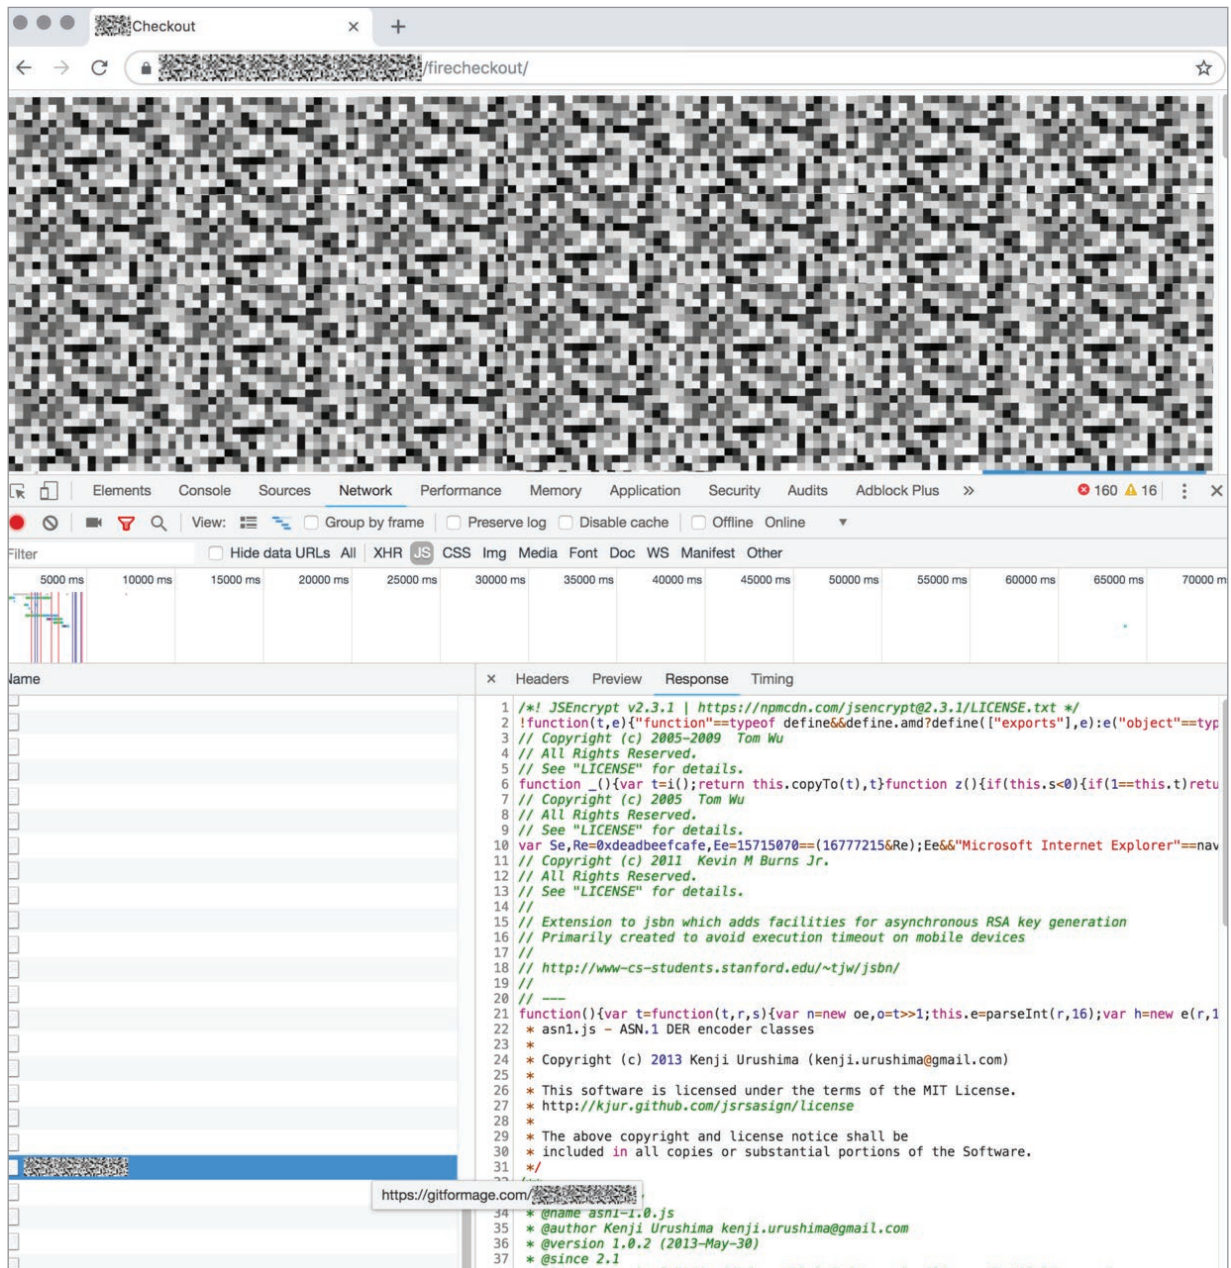 Checkout
/firecheckout/
Elements Console Sources Network Performance Memory Application Security Audits Adblock Plus » 160 16
View: Group by frame Preserve log Disable cache Offline Online
Filter Hide data URLs All XHR JS CSS Img Media Font Doc WS Manifest Other
5000 ms 10000 ms 15000 ms 20000 ms 25000 ms 30000 ms 35000 ms 40000 ms 45000 ms 50000 ms 55000 ms 60000 ms 65000 ms 70000 m
Name
× Headers Preview Response Timing
1 /*! JSEncrypt v2.3.1 | https://npmcdn.com/jsencrypt@2.3.1/LICENSE.txt */
2 !function(t,e){"function"==typeof define&&define.amd?define(["exports"],e):e("object"==typ
3 // Copyright (c) 2005-2009 Tom Wu
4 // All Rights Reserved.
5 // See "LICENSE" for details.
6 function _(){var t=i();return this.copyTo(t),t}function z(){if(this.s<0){if(1==this.t)retu
7 // Copyright (c) 2005 Tom Wu
8 // All Rights Reserved.
9 // See "LICENSE" for details.
10 var Se,Re=0xdeadbeefcafe,Ee=15715070==(16777215&Re);Ee&&"Microsoft Internet Explorer"==nav
11 // Copyright (c) 2011 Kevin M Burns Jr.
12 // All Rights Reserved.
13 // See "LICENSE" for details.
14 //
15 // Extension to jsbn which adds facilities for asynchronous RSA key generation
16 // Primarily created to avoid execution timeout on mobile devices
17 //
18 // http://www-cs-students.stanford.edu/~tjw/jsbn/
19 //
20 // ---
21 function(){var t=function(t,r,s){var n=new oe,o=t>>1;this.e=parseInt(r,16);var h=new e(r,1
22 * asn1.js - ASN.1 DER encoder classes
23 *
24 * Copyright (c) 2013 Kenji Urushima (kenji.urushima@gmail.com)
25 *
26 * This software is licensed under the terms of the MIT License.
27 * http://kjur.github.com/jsrsasign/license
28 *
29 * The above copyright and license notice shall be
30 * included in all copies or substantial portions of the Software.
31 */
https://gitformage.com/
34 * @name asn1-1.0.js
35 * @author Kenji Urushima kenji.urushima@gmail.com
36 * @version 1.0.2 (2013-May-30)
37 * @since 2.1